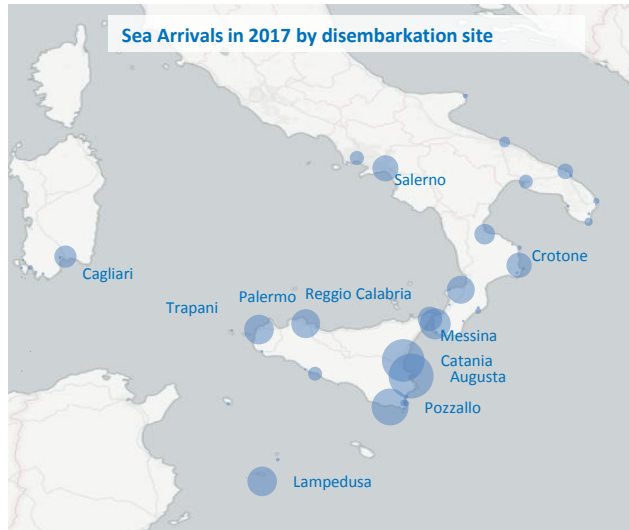 Sea Arrivals in 2017 by disembarkation site
Salerno
Crotone
Cagliari
Trapani
Palermo
Reggio Calabria
Messina
Catania
Augusta
Pozzallo
Lampedusa